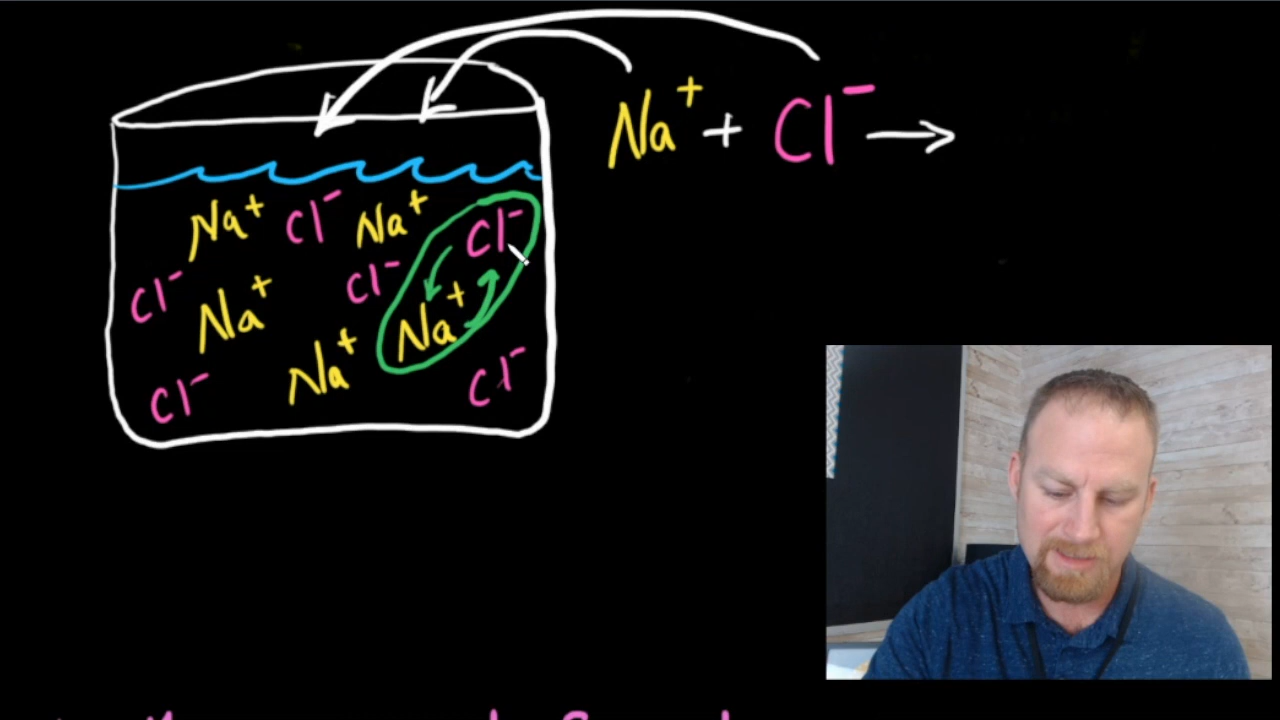 Na⁺ + Cl⁻ →
Na⁺ Cl⁻ Na⁺ Cl⁻
Cl⁻ Na⁺ Cl⁻ Na⁺
Cl⁻ Na⁺ Cl⁻